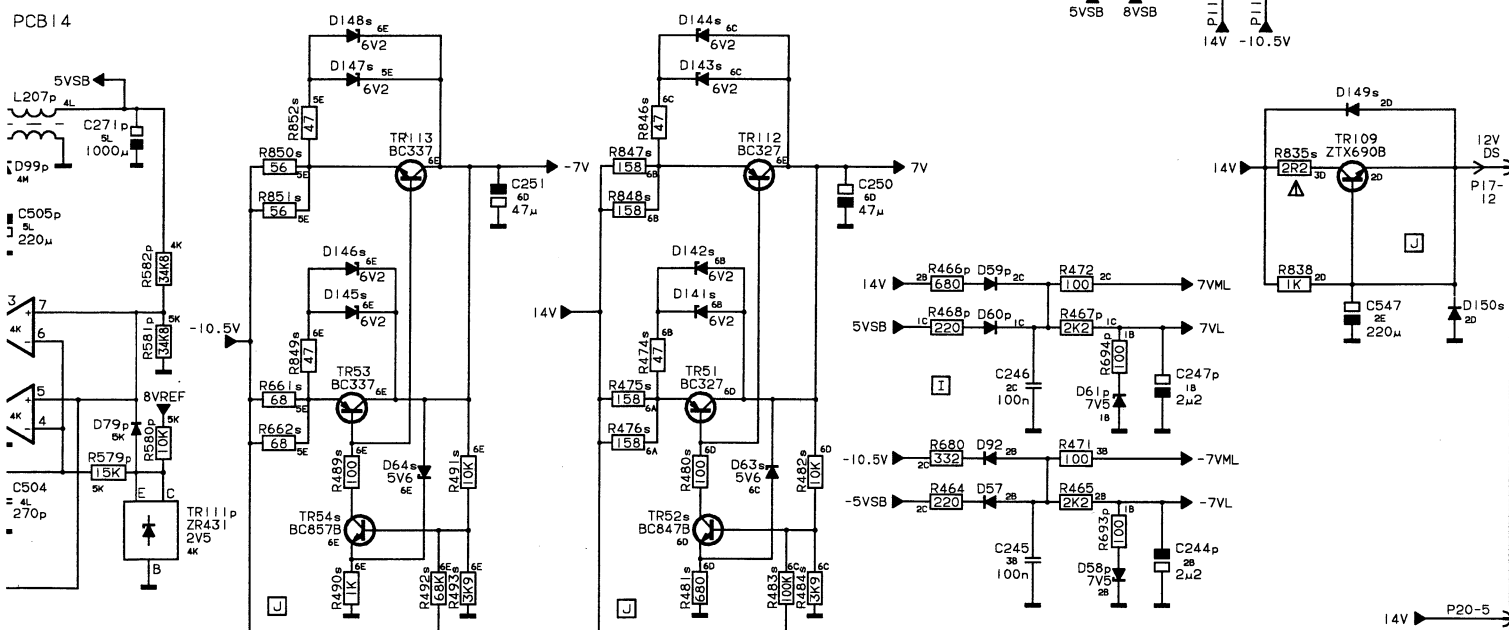 PCB14
5VSB 8VSB
P11 P11
14V -10.5V
5VSB
L207p 4L
C271p
5L
1000µ
D99p
4M
C505p
5L
220µ
R582p 34K8 4K
3 7
4K 6
R581p 34K8 5K
5
4K 4
8VREF
5K
D79p
5K
R580p 10K
R579p
15K
5K
C504
4L
270p
E C
TR111p
ZR431
2V5
4K
B
D148s
6E
6V2
D147s
5E
6V2
R852s 47 5E
TR113
BC337
6E
R850s
56
5E
R851s
56
5E
-7V
C251
6D
47µ
D146s
6E
6V2
D145s
6E
6V2
-10.5V
R849s 47 6E
TR53
BC337
6E
R661s
68
5E
R662s
68
5E
R489s 100 6E
D64s
5V6
6E
R491s 10K 6E
TR54s
BC857B
6E
R490s 1K 6E
R492s 68K 6E
R493s 3K9 6E
J
D144s
6C
6V2
D143s
6C
6V2
R846s 47 6C
TR112
BC327
6E
R847s
158
6B
R848s
158
6B
7V
C250
6D
47µ
D142s
6B
6V2
D141s
6B
6V2
14V
R474s 47 6B
TR51
BC327
6D
R475s
158
6A
R476s
158
6A
R480s 100 6D
D63s
5V6
6C
R482s 10K 6D
TR52s
BC847B
6D
R481s 680 6D
R483s 100K 6C
R484s 3K9 6C
J
14V 2B R466p 680 D59p 2C R472 100 2C 7VML
5VSB 1C R468p 220 D60p 1C R467p 2K2 1C 7VL
R694p 100 1B
C246
2C
100n
D61p
7V5
1B
C247p
1B
2µ2
I
-10.5V 2C R680 332 D92 2B R471 100 3B -7VML
-5VSB 2C R464 220 D57 2B R465 2K2 2B -7VL
R693p 100 1B
C245
3B
100n
D58p
7V5
2B
C244p
2B
2µ2
D149s
2D
TR109
ZTX690B
2D
14V
R835s
2R2
3D
12V
DS
P17-
12
J
R838 2D
1K
C547
2E
220µ
D150s
2D
14V P20-5